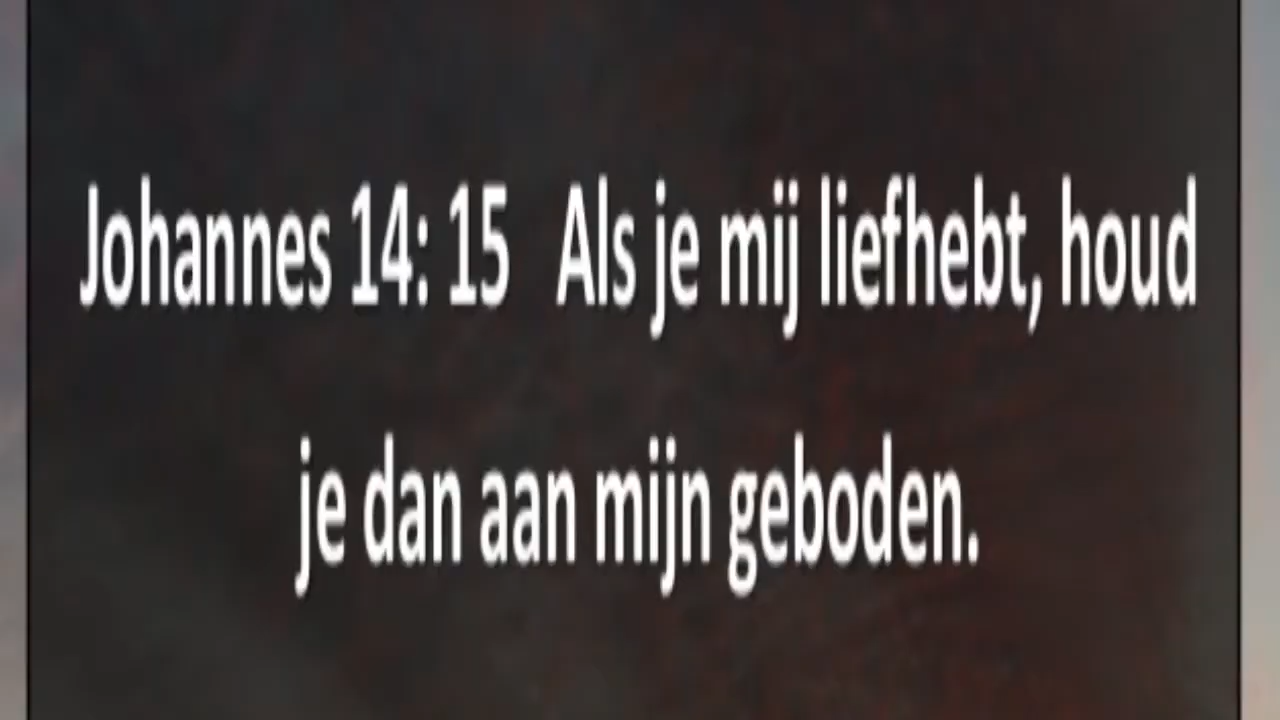 Johannes 14: 15 Als je mij liefhebt, houd
je dan aan mijn geboden.